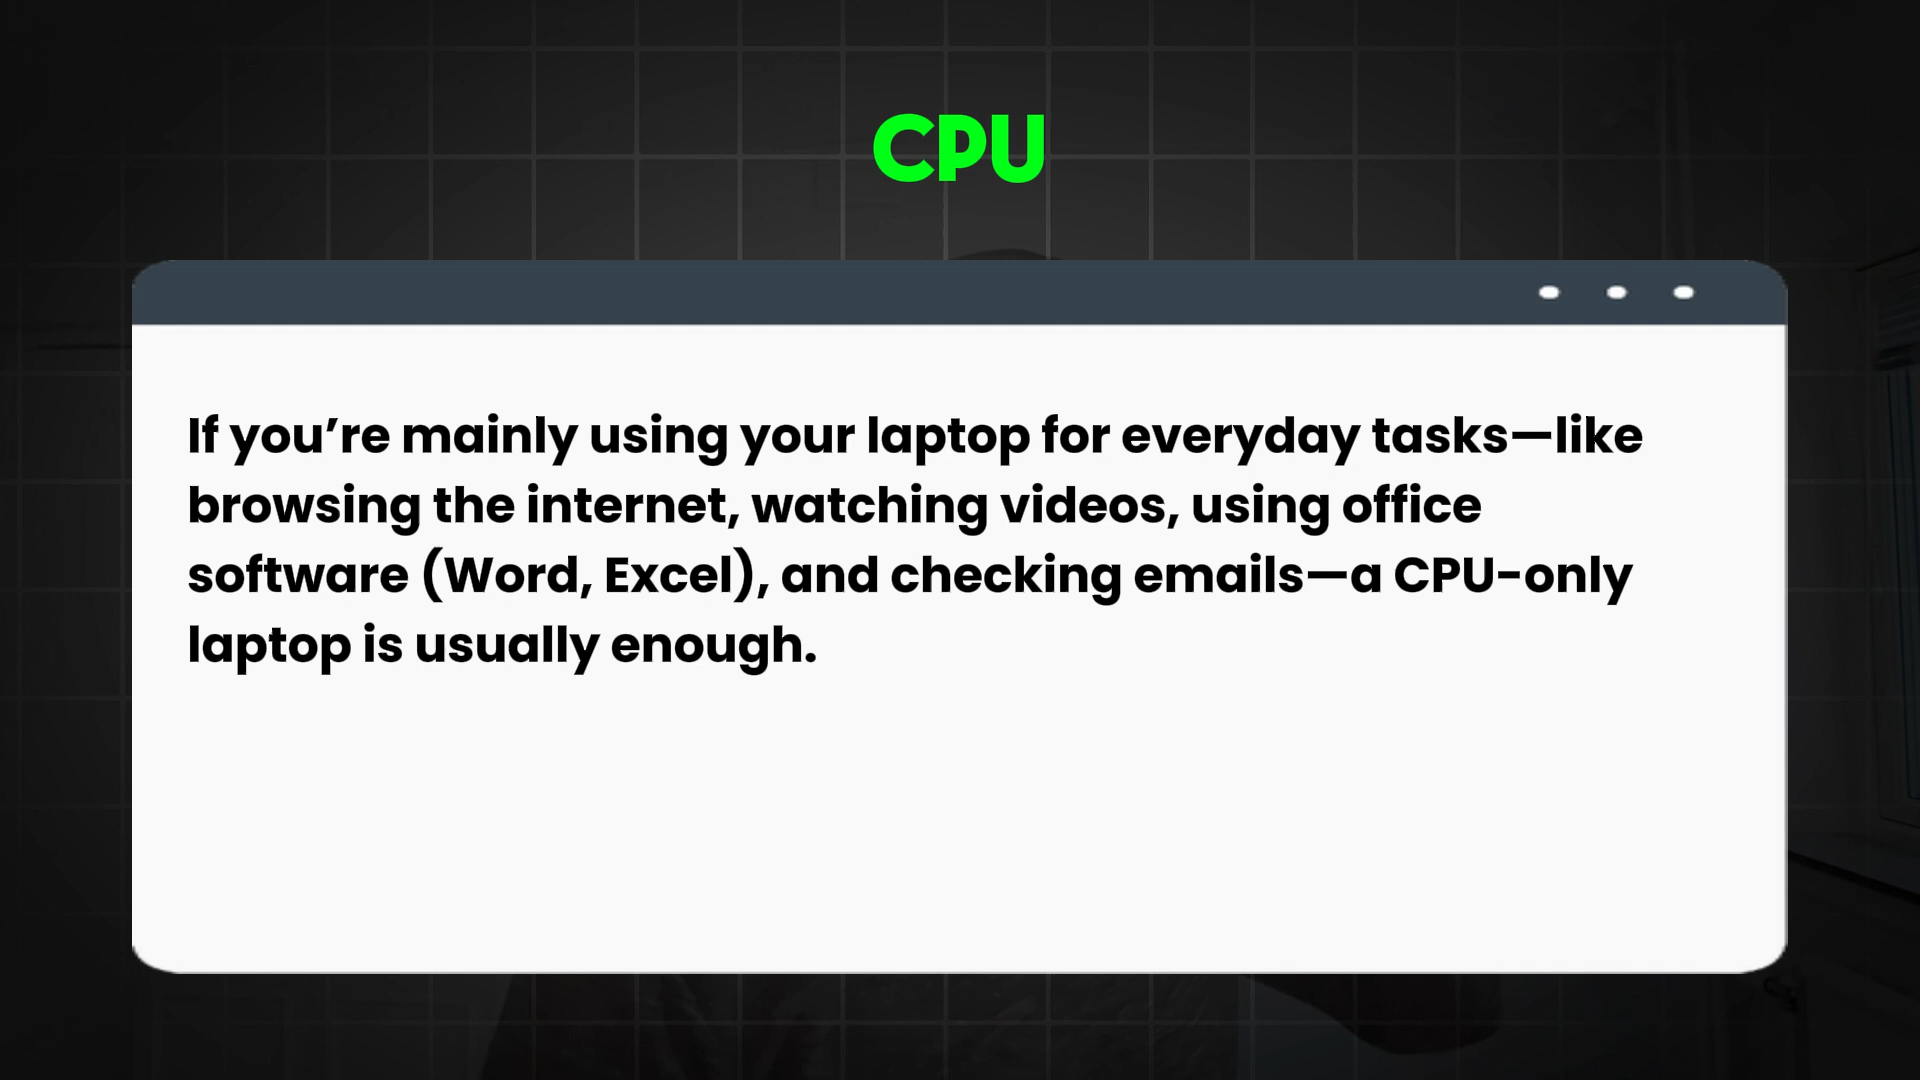 CPU
If you’re mainly using your laptop for everyday tasks—like
browsing the internet, watching videos, using office
software (Word, Excel), and checking emails—a CPU-only
laptop is usually enough.